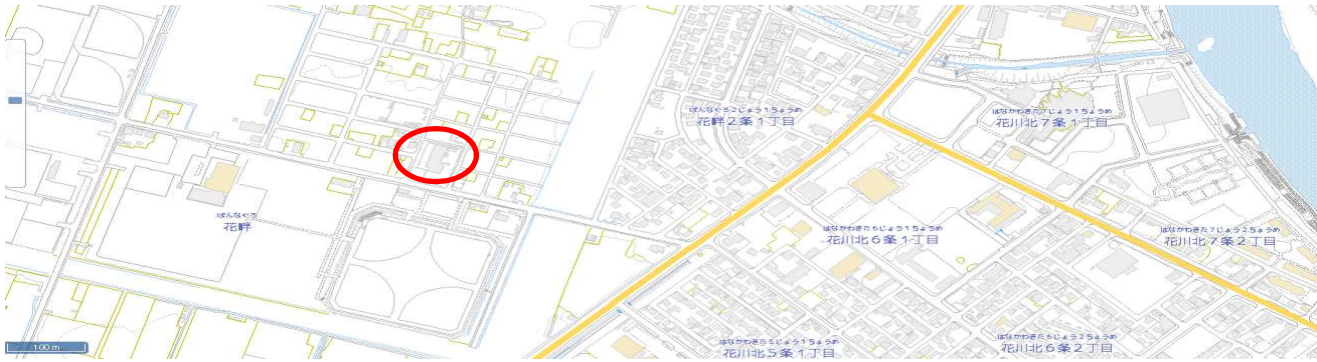 ばんなぐろ2じょう1ちょうめ
花畔2条1丁目
はなかわきた7じょう1ちょうめ
花川北7条1丁目
ばんなぐろ
花畔
はなかわきた6じょう1ちょうめ
花川北6条1丁目
はなかわきた7じょう2ちょうめ
花川北7条2丁目
はなかわきた5じょう1ちょうめ
花川北5条1丁目
はなかわきた6じょう2ちょうめ
花川北6条2丁目
100 m